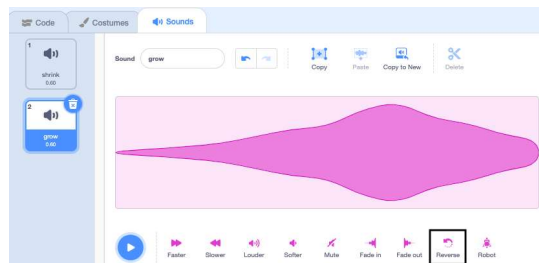 Code Costumes Sounds
1
shrink
0.60
2
grow
0.60
Sound grow
Copy Paste Copy to New Delete
Faster Slower Louder Softer Mute Fade in Fade out Reverse Robot